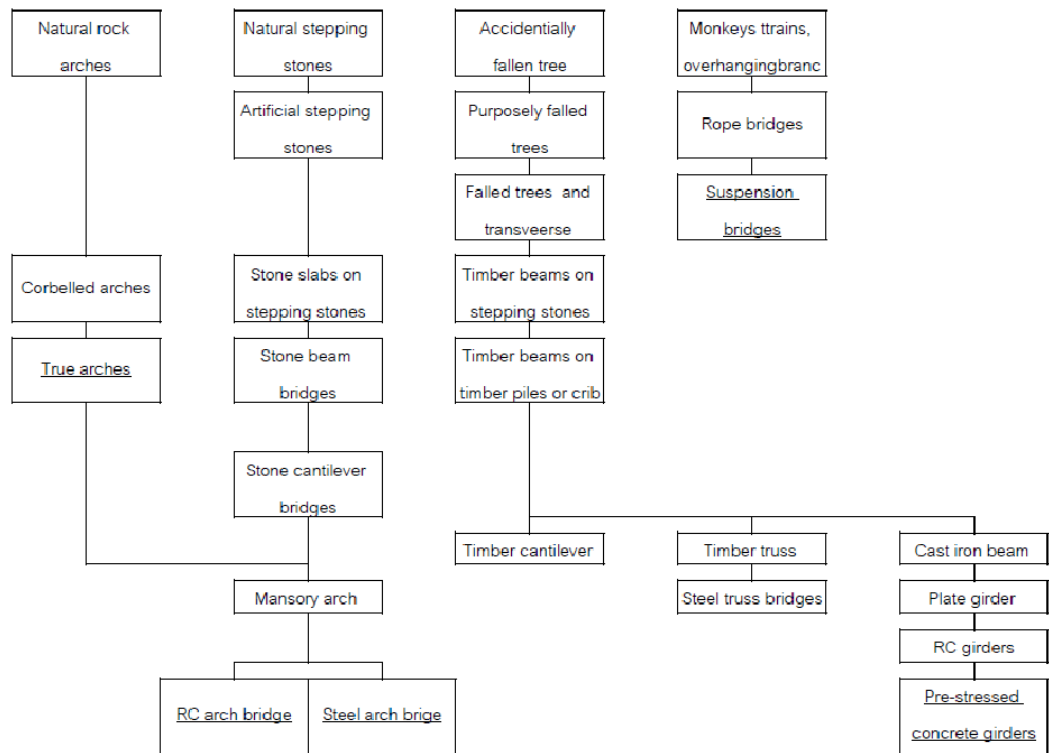 Natural rock
arches
Natural stepping
stones
Accidentially
fallen tree
Monkeys ttrains,
overhangingbranc
Artificial stepping
stones
Purposely falled
trees
Rope bridges
Falled trees and
transveerse
Suspension
bridges
Corbelled arches
Stone slabs on
stepping stones
Timber beams on
stepping stones
True arches
Stone beam
bridges
Timber beams on
timber piles or crib
Stone cantilever
bridges
Timber cantilever
Timber truss
Cast iron beam
Mansory arch
Steel truss bridges
Plate girder
RC girders
RC arch bridge
Steel arch brige
Pre-stressed
concrete girders